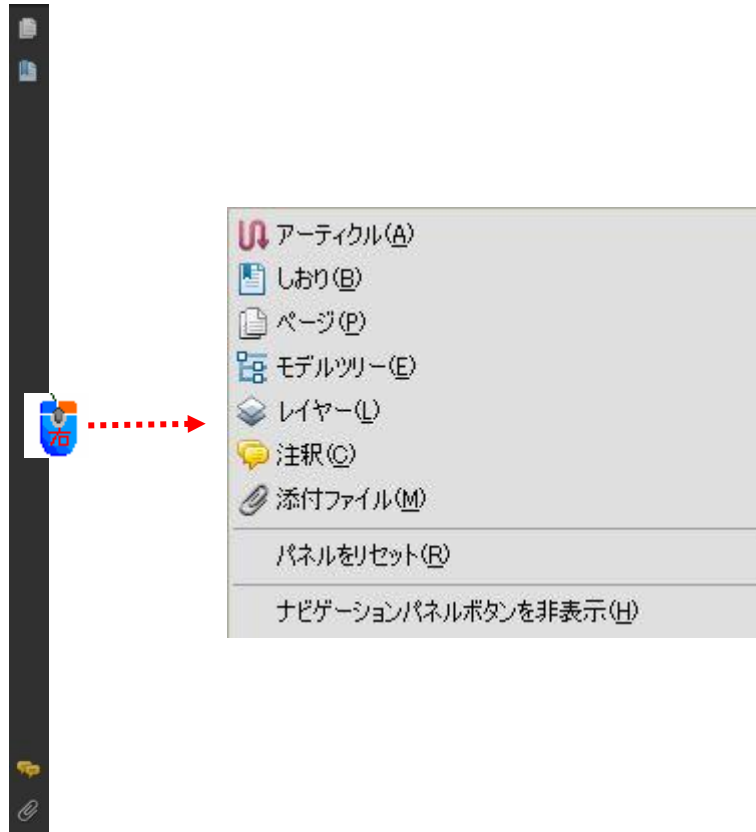 アーティクル(A)
しおり(B)
ページ(P)
モデルツリー(E)
レイヤー(L)
右
注釈(C)
添付ファイル(M)
パネルをリセット(R)
ナビゲーションパネルボタンを非表示(H)